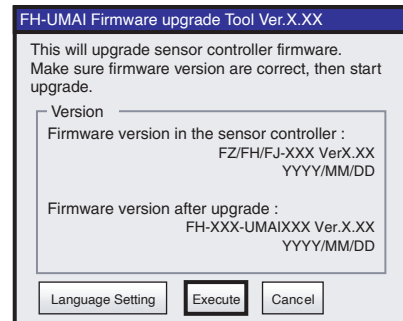 FH-UMAI Firmware upgrade Tool Ver.X.XX
This will upgrade sensor controller firmware.
Make sure firmware version are correct, then start
upgrade.
Version
Firmware version in the sensor controller :
FZ/FH/FJ-XXX VerX.XX
YYYY/MM/DD
Firmware version after upgrade :
FH-XXX-UMAIXXX Ver.X.XX
YYYY/MM/DD
Language Setting Execute Cancel